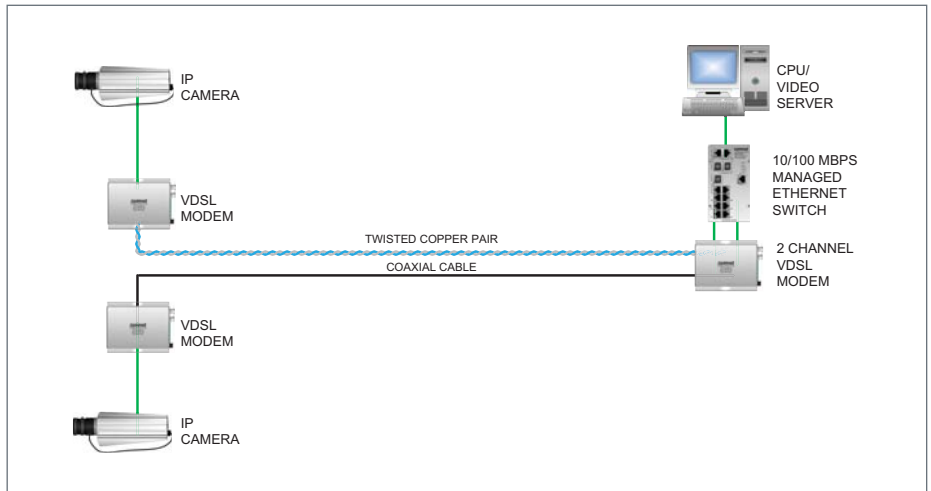 IP
CAMERA
CPU/
VIDEO
SERVER
10/100 MBPS
MANAGED
ETHERNET
SWITCH
VDSL
MODEM
TWISTED COPPER PAIR
2 CHANNEL
VDSL
MODEM
COAXIAL CABLE
VDSL
MODEM
IP
CAMERA